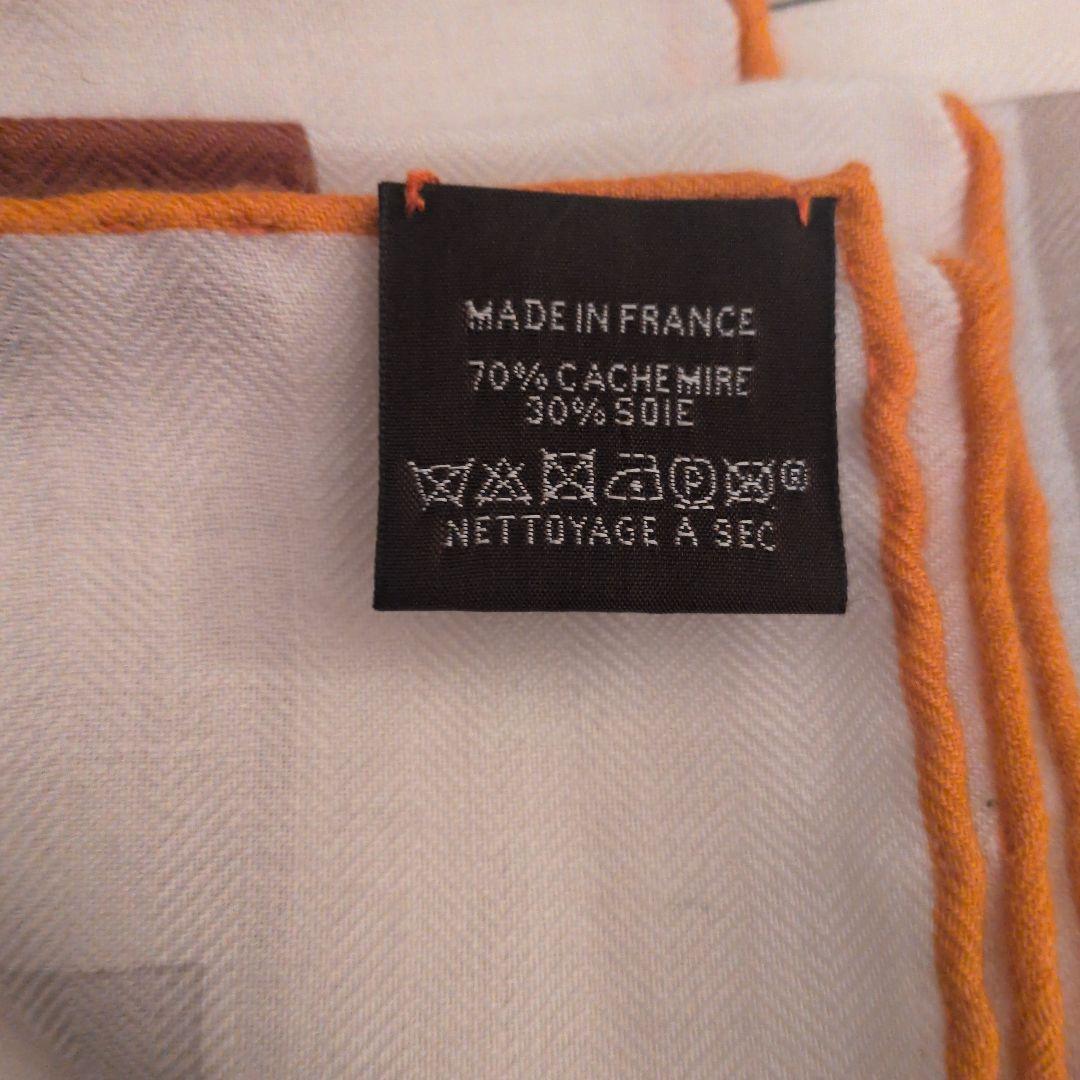 MADE IN FRANCE
70% CACHEMIRE
30% SOIE
P ®
NETTOYAGE A SEC